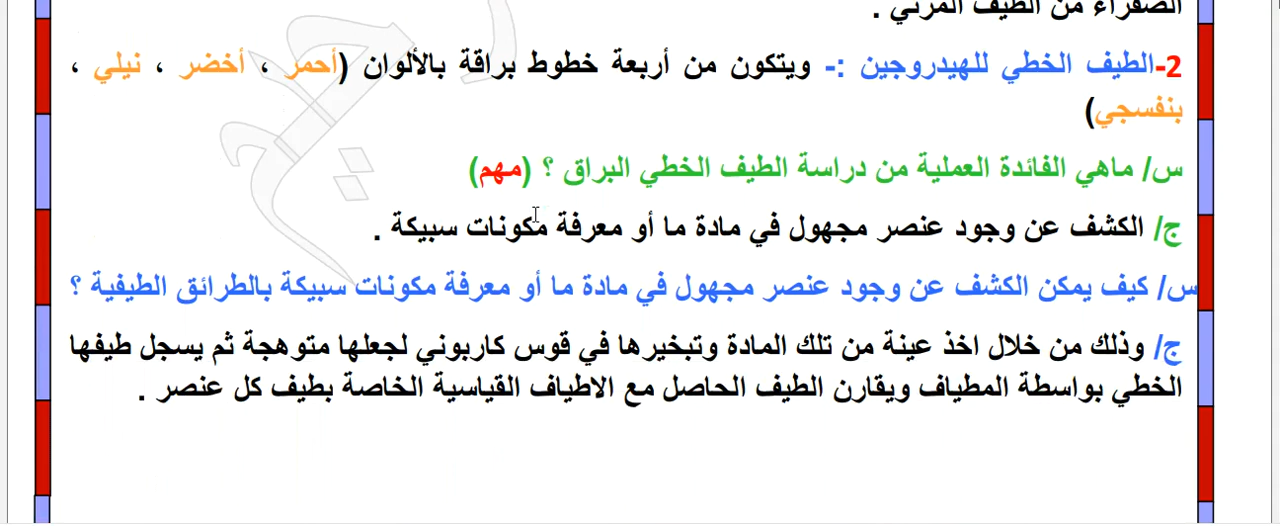 الصفراء من الطيف المرئي .
2-الطيف الخطي للهيدروجين :- ويتكون من أربعة خطوط براقة بالألوان (أحمر ، أخضر ، نيلي ،
بنفسجي)
س/ ماهي الفائدة العملية من دراسة الطيف الخطي البراق ؟ (مهم)
ج/ الكشف عن وجود عنصر مجهول في مادة ما أو معرفة مكونات سبيكة .
س/ كيف يمكن الكشف عن وجود عنصر مجهول في مادة ما أو معرفة مكونات سبيكة بالطرائق الطيفية ؟
ج/ وذلك من خلال اخذ عينة من تلك المادة وتبخيرها في قوس كاربوني لجعلها متوهجة ثم يسجل طيفها
الخطي بواسطة المطياف ويقارن الطيف الحاصل مع الاطياف القياسية الخاصة بطيف كل عنصر .